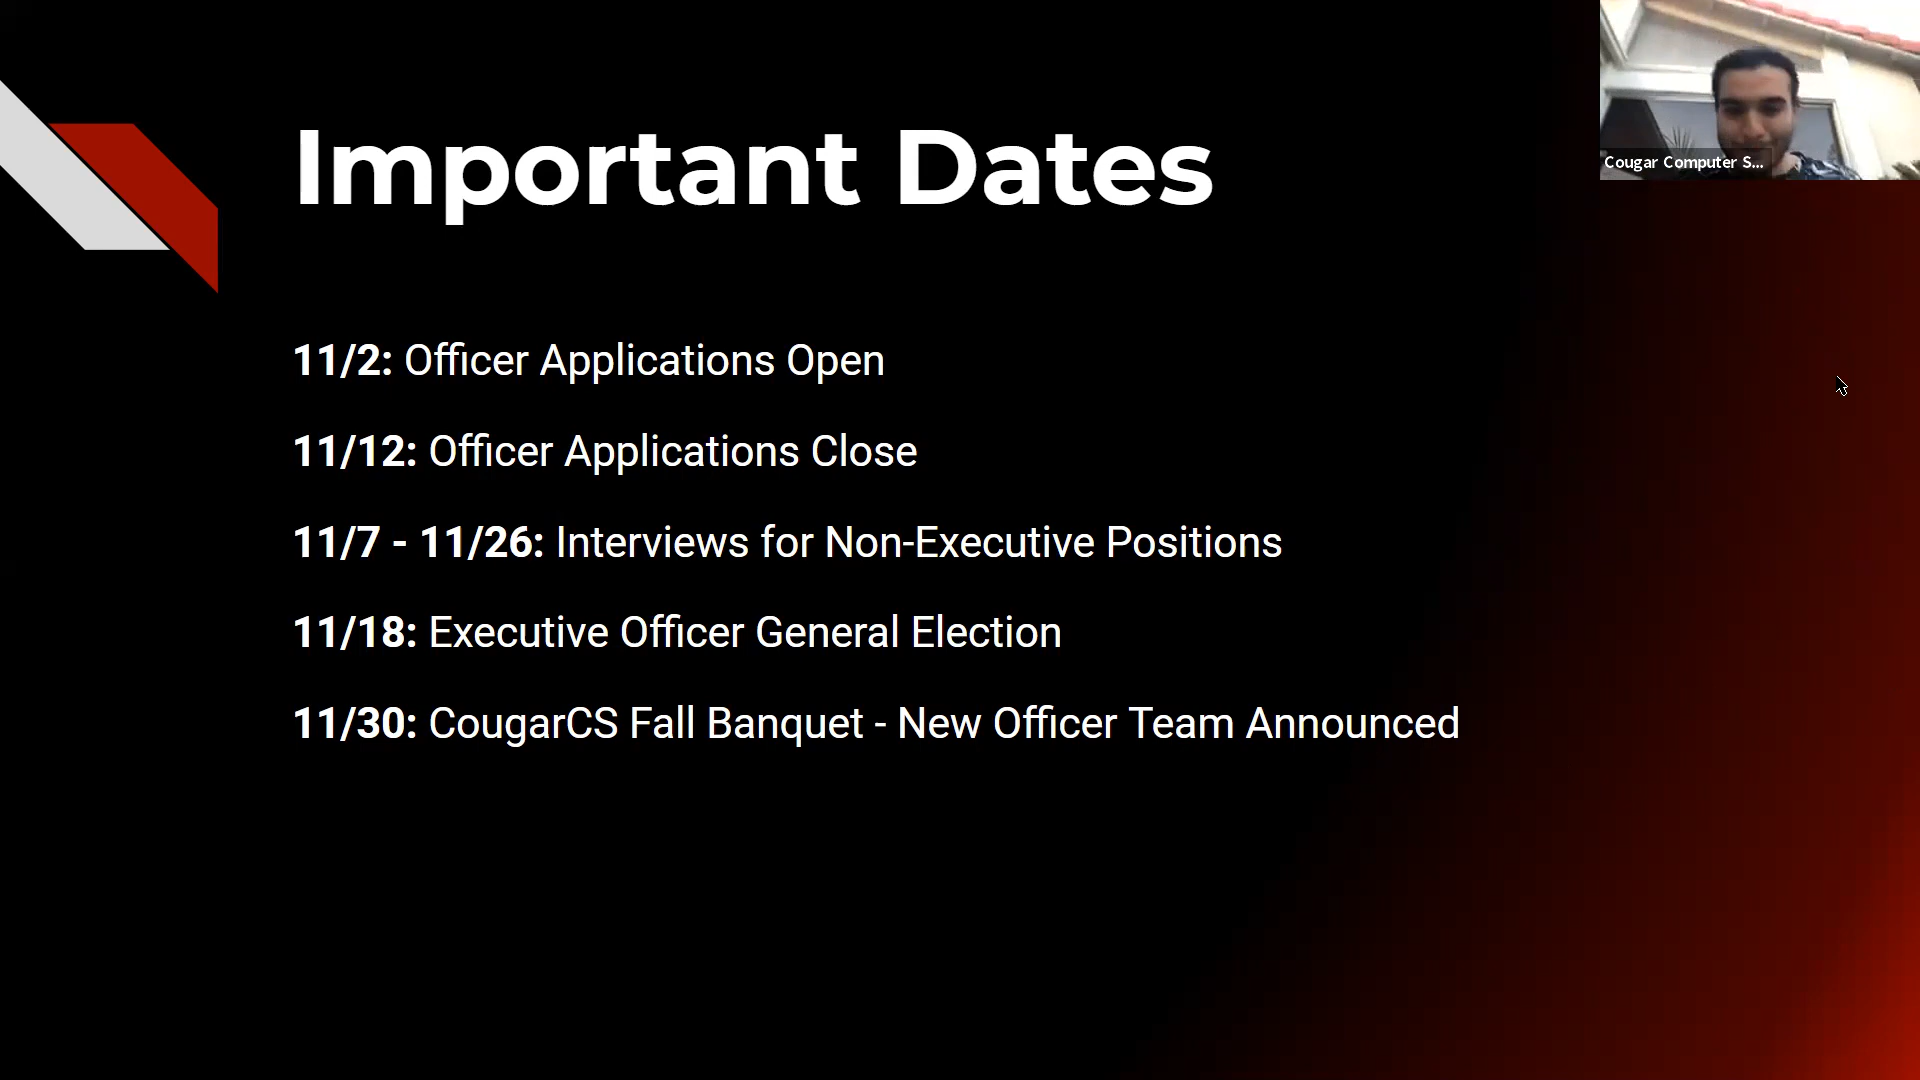 Important Dates
Cougar Computer S...
11/2: Officer Applications Open
11/12: Officer Applications Close
11/7 - 11/26: Interviews for Non-Executive Positions
11/18: Executive Officer General Election
11/30: CougarCS Fall Banquet - New Officer Team Announced